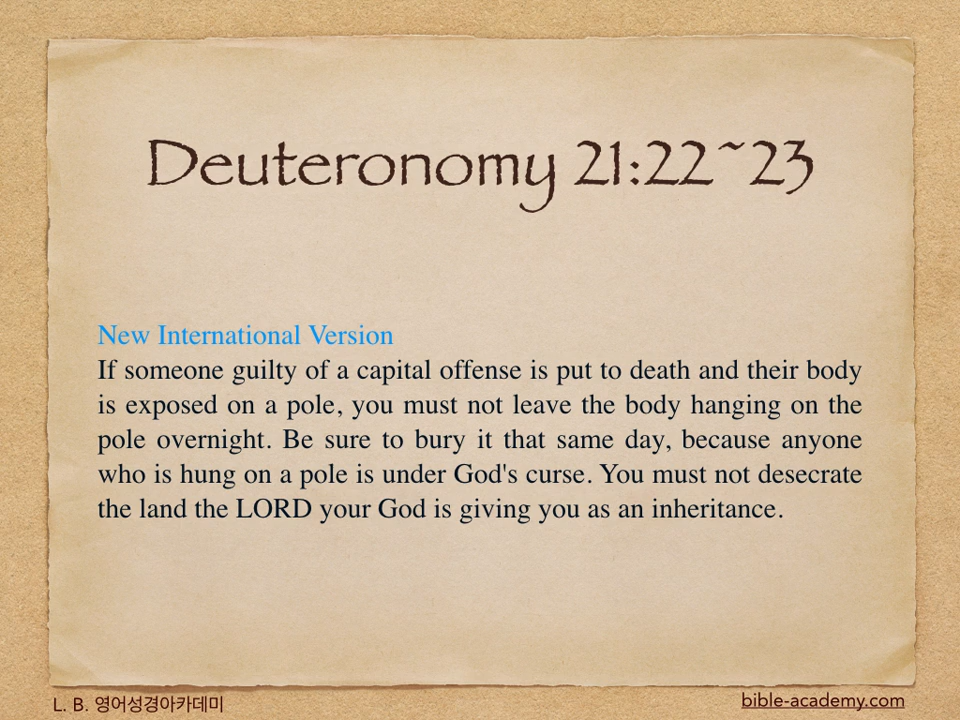 Deuteronomy 21:22~23
New International Version
If someone guilty of a capital offense is put to death and their body
is exposed on a pole, you must not leave the body hanging on the
pole overnight. Be sure to bury it that same day, because anyone
who is hung on a pole is under God's curse. You must not desecrate
the land the LORD your God is giving you as an inheritance.
L. B. 영어성경아카데미
bible-academy.com